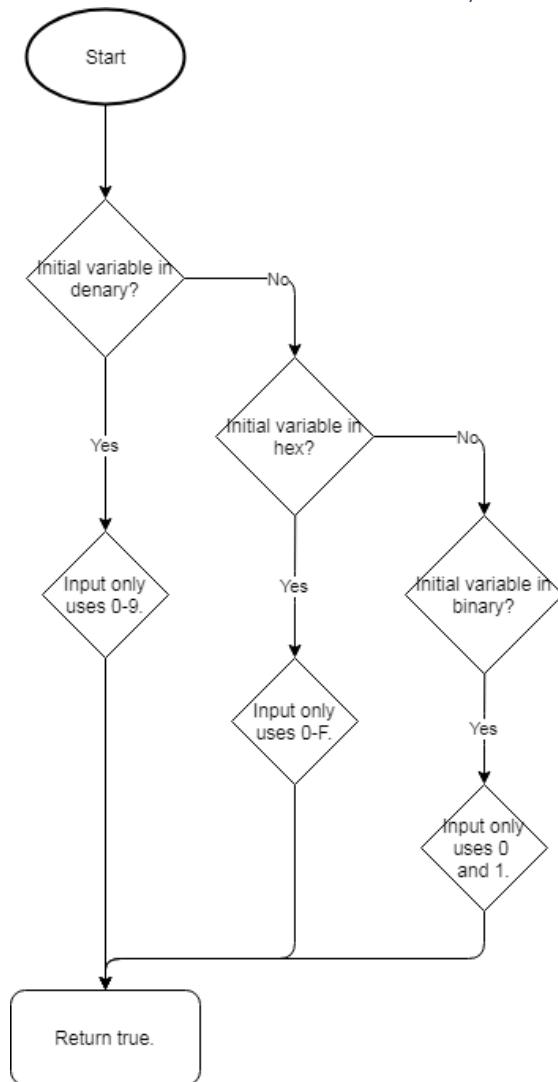 Start
Initial variable in
denary?
No
Initial variable in
hex?
No
Yes
Initial variable in
binary?
Input only
uses 0-9.
Yes
Input only
uses 0-F.
Yes
Input only
uses 0
and 1.
Return true.